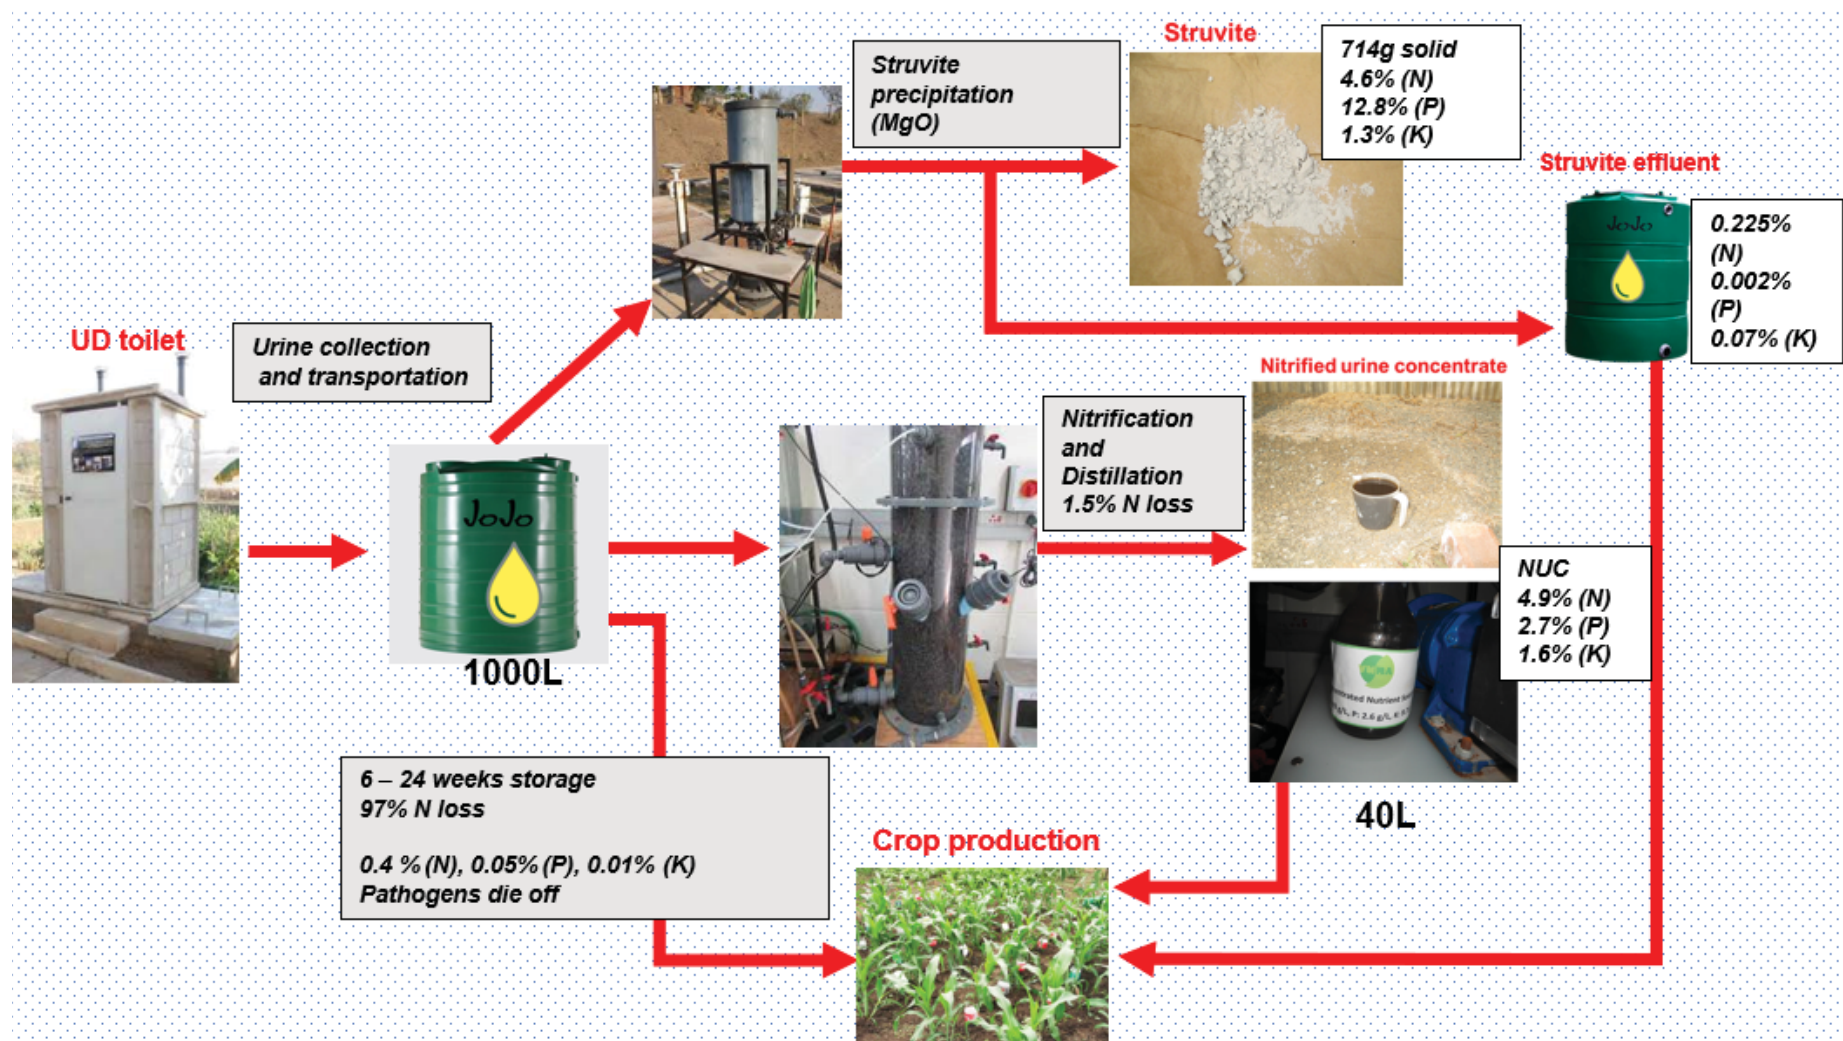 Struvite
Struvite
precipitation
(MgO)
714g solid
4.6% (N)
12.8% (P)
1.3% (K)
Struvite effluent
JoJo
0.225%
(N)
0.002%
(P)
0.07% (K)
UD toilet
Urine collection
and transportation
Nitrified urine concentrate
Nitrification
and
Distillation
1.5% N loss
JoJo
1000L
NUC
4.9% (N)
2.7% (P)
1.6% (K)
Nutrient
g/L, P: 2.6 g/L,
40L
6 – 24 weeks storage
97% N loss
0.4 % (N), 0.05% (P), 0.01% (K)
Pathogens die off
Crop production